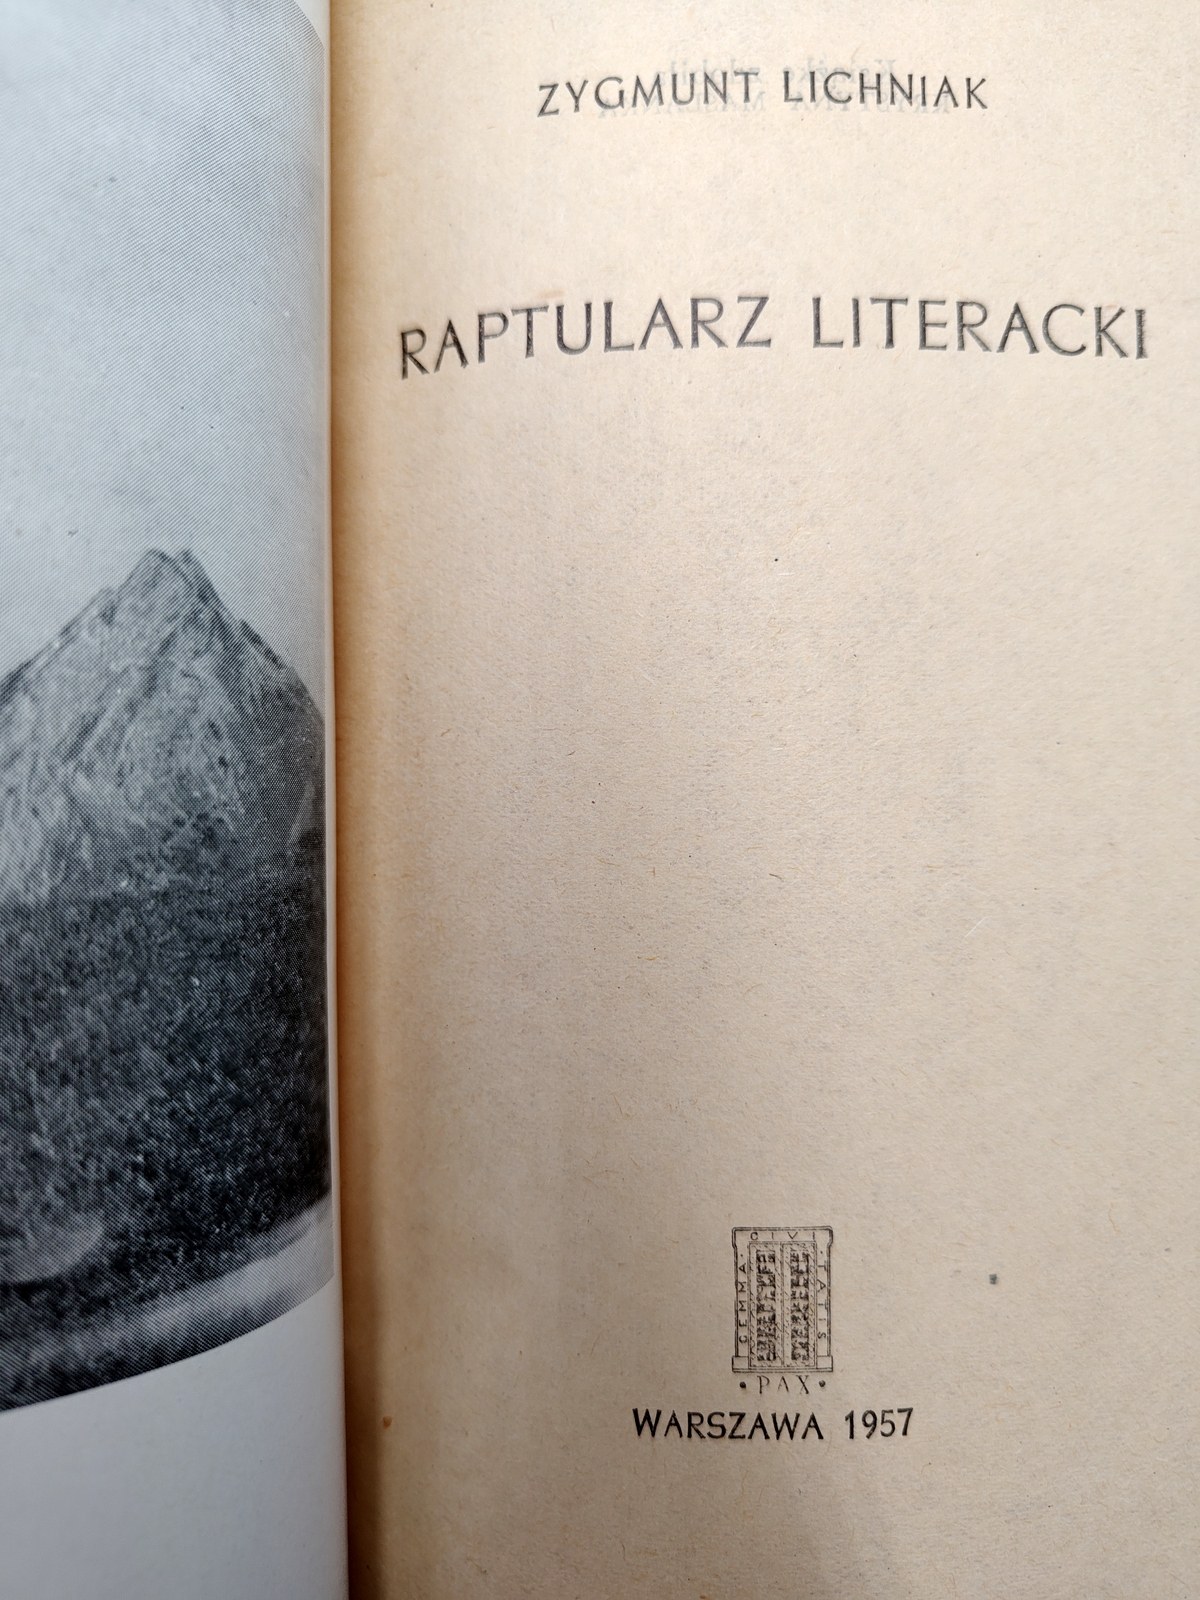 ZYGMUNT LICHNIAK
RAPTULARZ LITERACKI
GEMMA CIVITATIS
• PAX •
WARSZAWA 1957